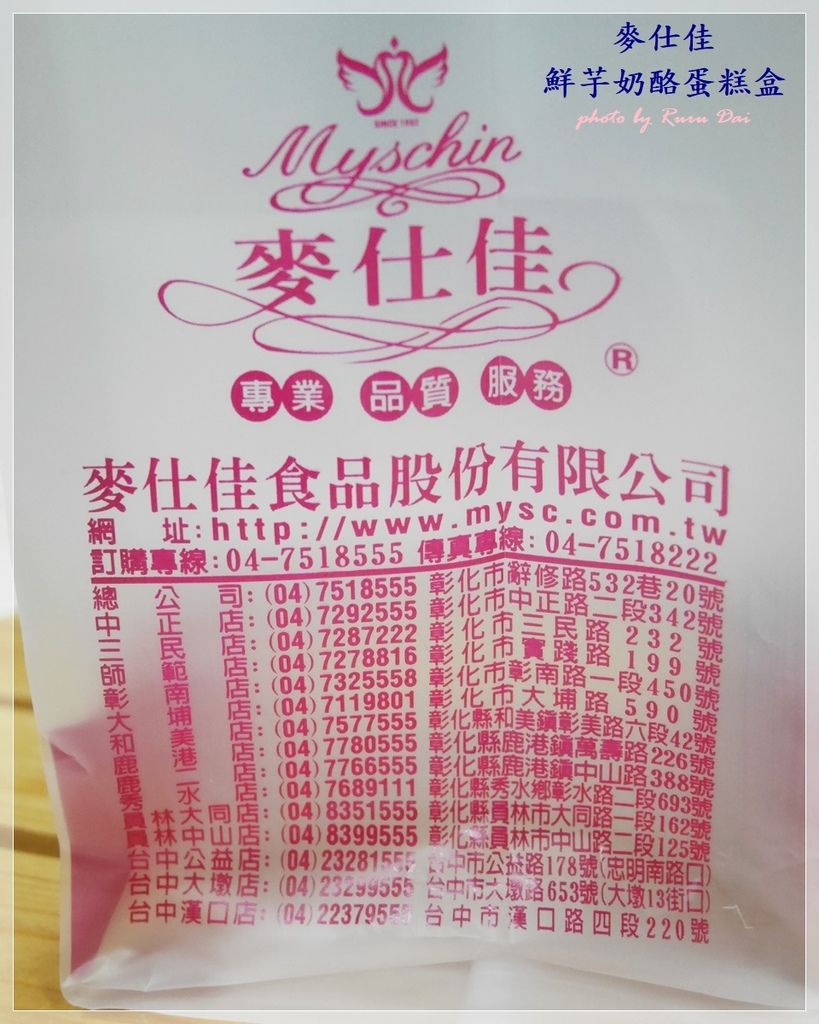 麥仕佳
鮮芋奶酪蛋糕盒
photo by Ruru Dai
SINCE 1982
Myschin
麥仕佳
®
專業 品質 服務
麥仕佳食品股份有限公司
網址:http://www.mysc.com.tw
訂購專線:04-7518555 傳真專線:04-7518222
總公司:(04)7518555 彰化市辭修路532巷20號
中正店:(04)7292555 彰化市中正路二段342號
三民店:(04)7287222 彰化市三民路232號
師範店:(04)7278816 彰化市實踐路199號
彰南店:(04)7325558 彰化市彰南路一段450號
大埔店:(04)7119801 彰化市大埔路590號
和美店:(04)7577555 彰化縣和美鎮彰美路六段42號
鹿港店:(04)7780555 彰化縣鹿港鎮萬壽路226號
鹿二店:(04)7766555 彰化縣鹿港鎮中山路388號
秀水店:(04)7689111 彰化縣秀水鄉彰水路二段693號
員林大同店:(04)8351555 彰化縣員林市大同路一段162號
員林中山店:(04)8399555 彰化縣員林市中山路二段125號
台中公益店:(04)23281555 台中市公益路178號(忠明南路口)
台中大墩店:(04)23299555 台中市大墩路653號(大墩13街口)
台中漢口店:(04)22379555 台中市漢口路四段220號